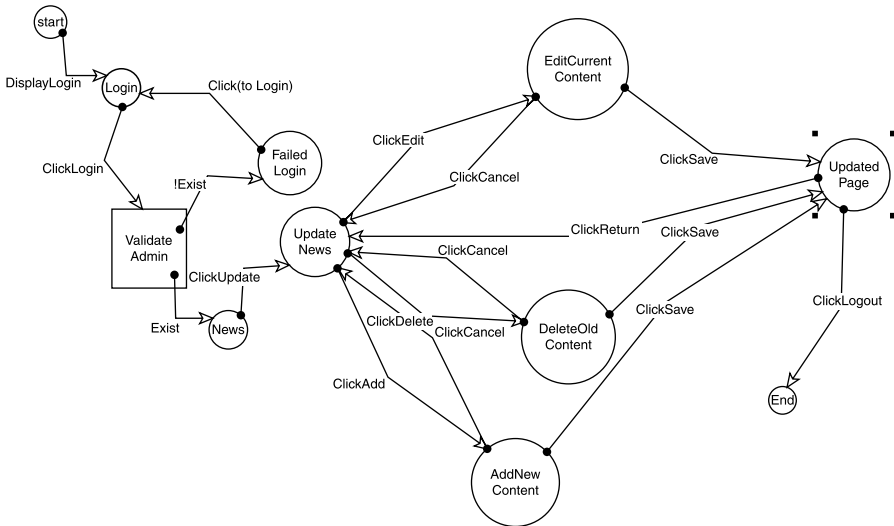 start
DisplayLogin
Login
Click(to Login)
Failed
Login
ClickLogin
!Exist
Validate
Admin
Exist
ClickUpdate
News
Update
News
ClickEdit
ClickCancel
EditCurrent
Content
ClickSave
Updated
Page
ClickReturn
ClickSave
ClickCancel
ClickDelete
ClickCancel
DeleteOld
Content
ClickSave
ClickLogout
ClickAdd
End
AddNew
Content